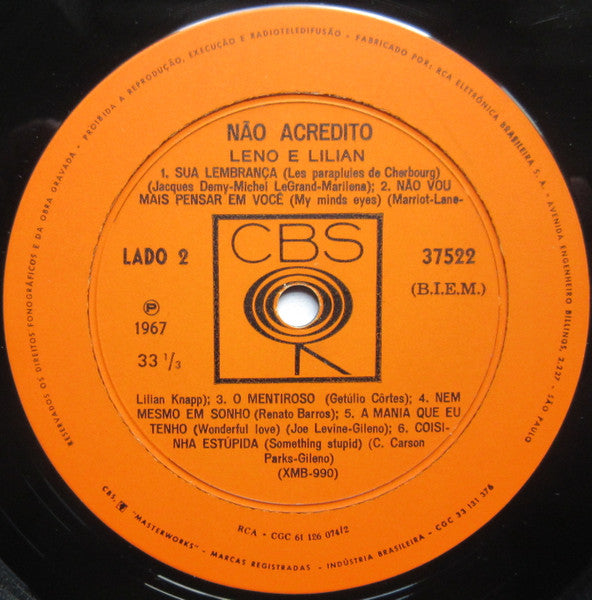 RESERVADOS OS DIREITOS FONOGRÁFICOS E DA OBRA GRAVADA - PROIBIDA A REPRODUÇÃO, EXECUÇÃO E RADIOTELEDIFUSÃO - FABRICADO POR: RCA ELETRÔNICA BRASILEIRA S. A. - AVENIDA ENGENHEIRO BILLINGS, 2.227 - SÃO PAULO
NÃO ACREDITO
LENO E LILIAN
1. SUA LEMBRANÇA (Les parapluies de Cherbourg)
(Jacques Demy-Michel LeGrand-Marilena); 2. NÃO VOU
MAIS PENSAR EM VOCÊ (My minds eyes) (Marriot-Lane-
CBS
LADO 2
37522
(B.I.E.M.)
P
1967
33 1/3
Lilian Knapp); 3. O MENTIROSO (Getúlio Côrtes); 4. NEM
MESMO EM SONHO (Renato Barros); 5. A MANIA QUE EU
TENHO (Wonderful love) (Joe Levine-Gileno); 6. COISI-
NHA ESTÚPIDA (Something stupid) (C. Carson
Parks-Gileno)
(XMB-990)
RCA - CGC 61 126 074/2
CBS, "MASTERWORKS" - MARCAS REGISTRADAS - INDÚSTRIA BRASILEIRA - CGC 33 131 376